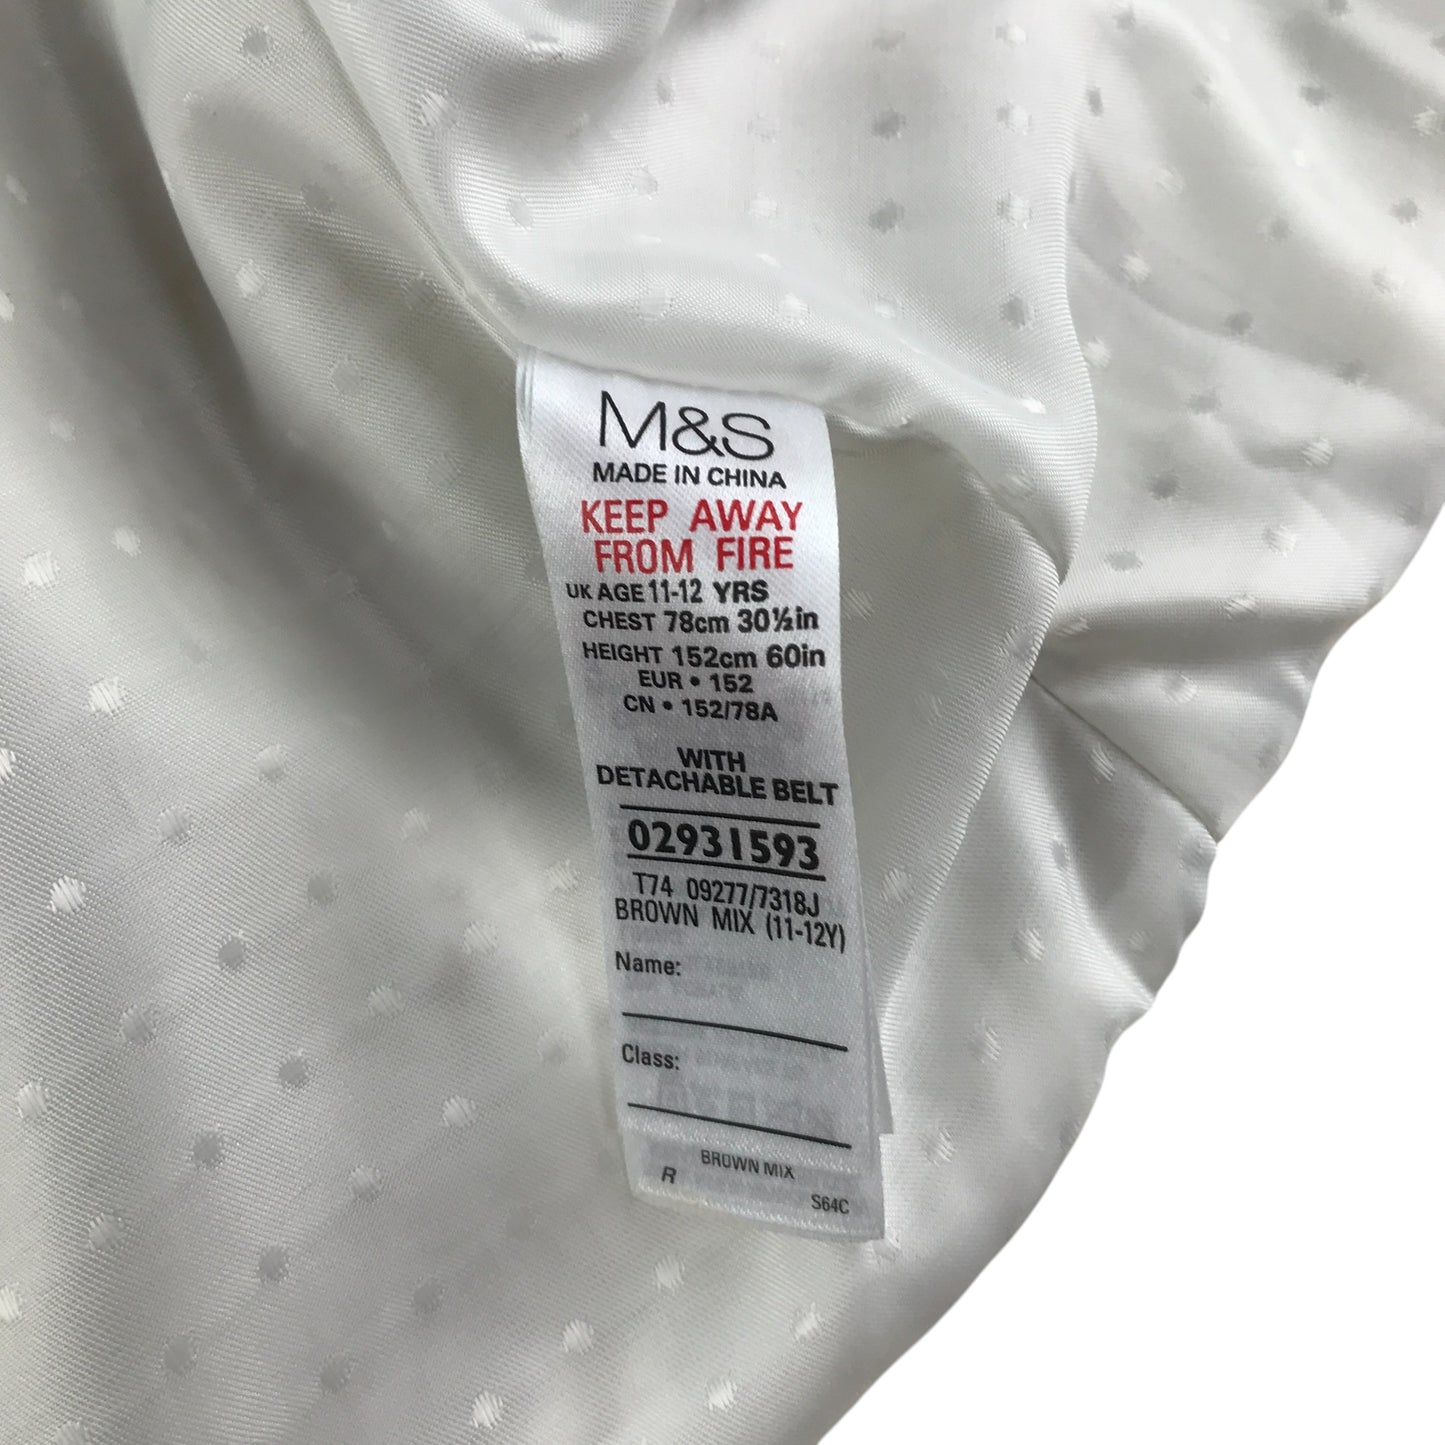 M&S
MADE IN CHINA
KEEP AWAY
FROM FIRE
UK AGE 11-12 YRS
CHEST 78cm 30½in
HEIGHT 152cm 60in
EUR • 152
CN • 152/78A
WITH
DETACHABLE BELT
02931593
T74 09277/7318J
BROWN MIX (11-12Y)
Name:
Class:
BROWN MIX
R S64C